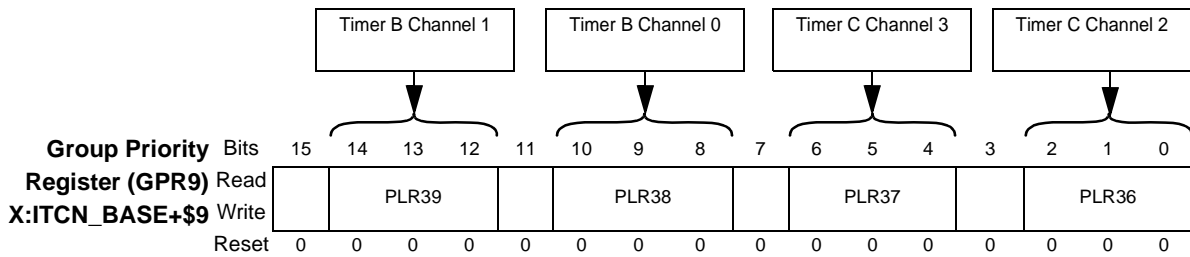 Timer B Channel 1 Timer B Channel 0 Timer C Channel 3 Timer C Channel 2
Group Priority Bits 15 14 13 12 11 10 9 8 7 6 5 4 3 2 1 0
Register (GPR9) Read
PLR39 PLR38 PLR37 PLR36
X:ITCN_BASE+$9 Write
Reset 0 0 0 0 0 0 0 0 0 0 0 0 0 0 0 0